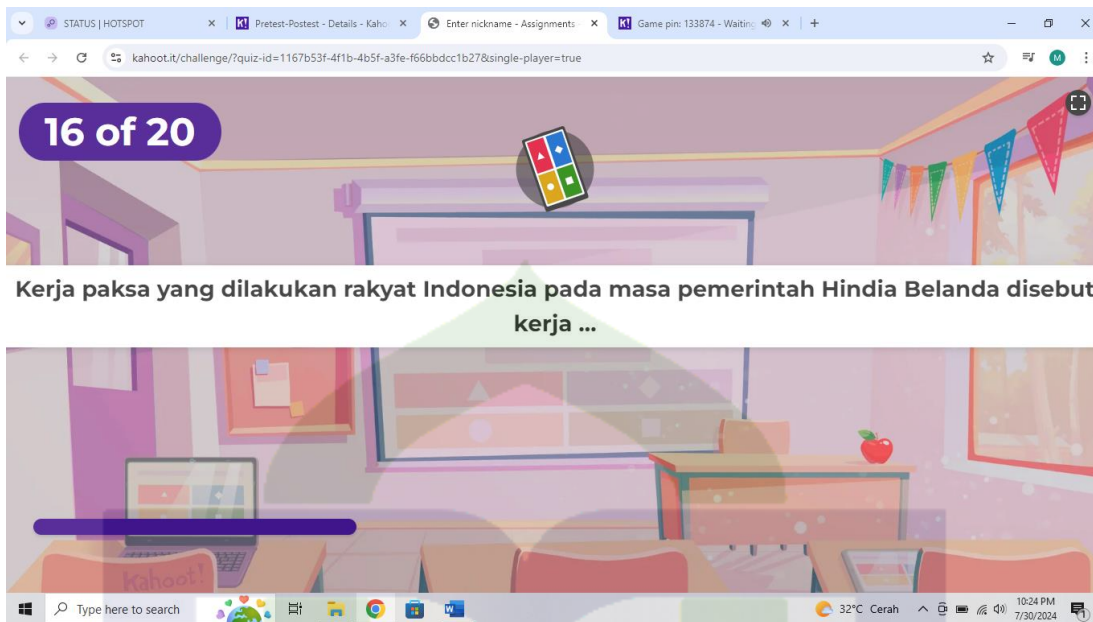 STATUS | HOTSPOT
Pretest-Postest - Details - Kaho
Enter nickname - Assignments -
Game pin: 133874 - Waiting
kahoot.it/challenge/?quiz-id=1167b53f-4f1b-4b5f-a3fe-f66bbdcc1b27&single-player=true
M
16 of 20
Kerja paksa yang dilakukan rakyat Indonesia pada masa pemerintah Hindia Belanda disebut
kerja ...
Kahoot!
Type here to search
32°C Cerah
10:24 PM
7/30/2024
1